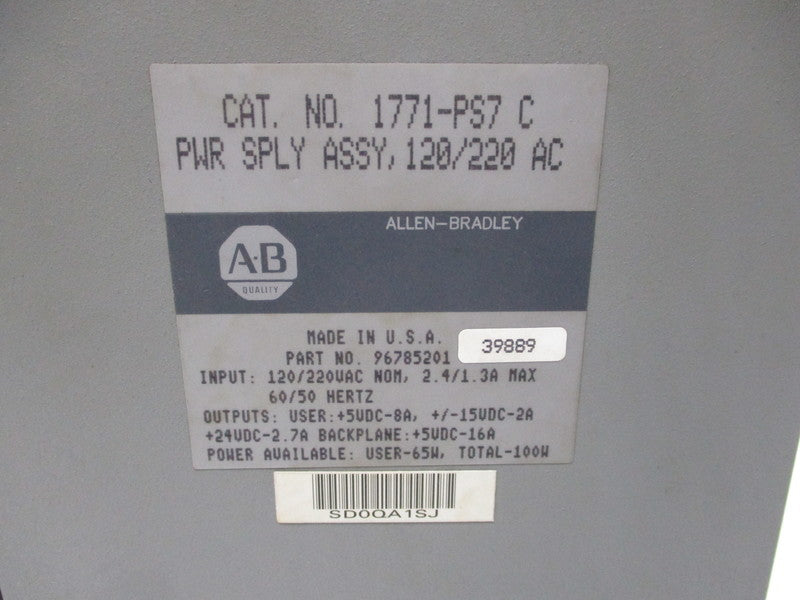 CAT. NO. 1771-PS7 C
PWR SPLY ASSY, 120/220 AC
ALLEN-BRADLEY
A·B
QUALITY
MADE IN U.S.A.
39889
PART NO. 96785201
INPUT: 120/220VAC NOM, 2.4/1.3A MAX
60/50 HERTZ
OUTPUTS: USER:+5VDC-8A, +/-15VDC-2A
+24VDC-2.7A BACKPLANE:+5VDC-16A
POWER AVAILABLE: USER-65W, TOTAL-100W
SD0QA1SJ